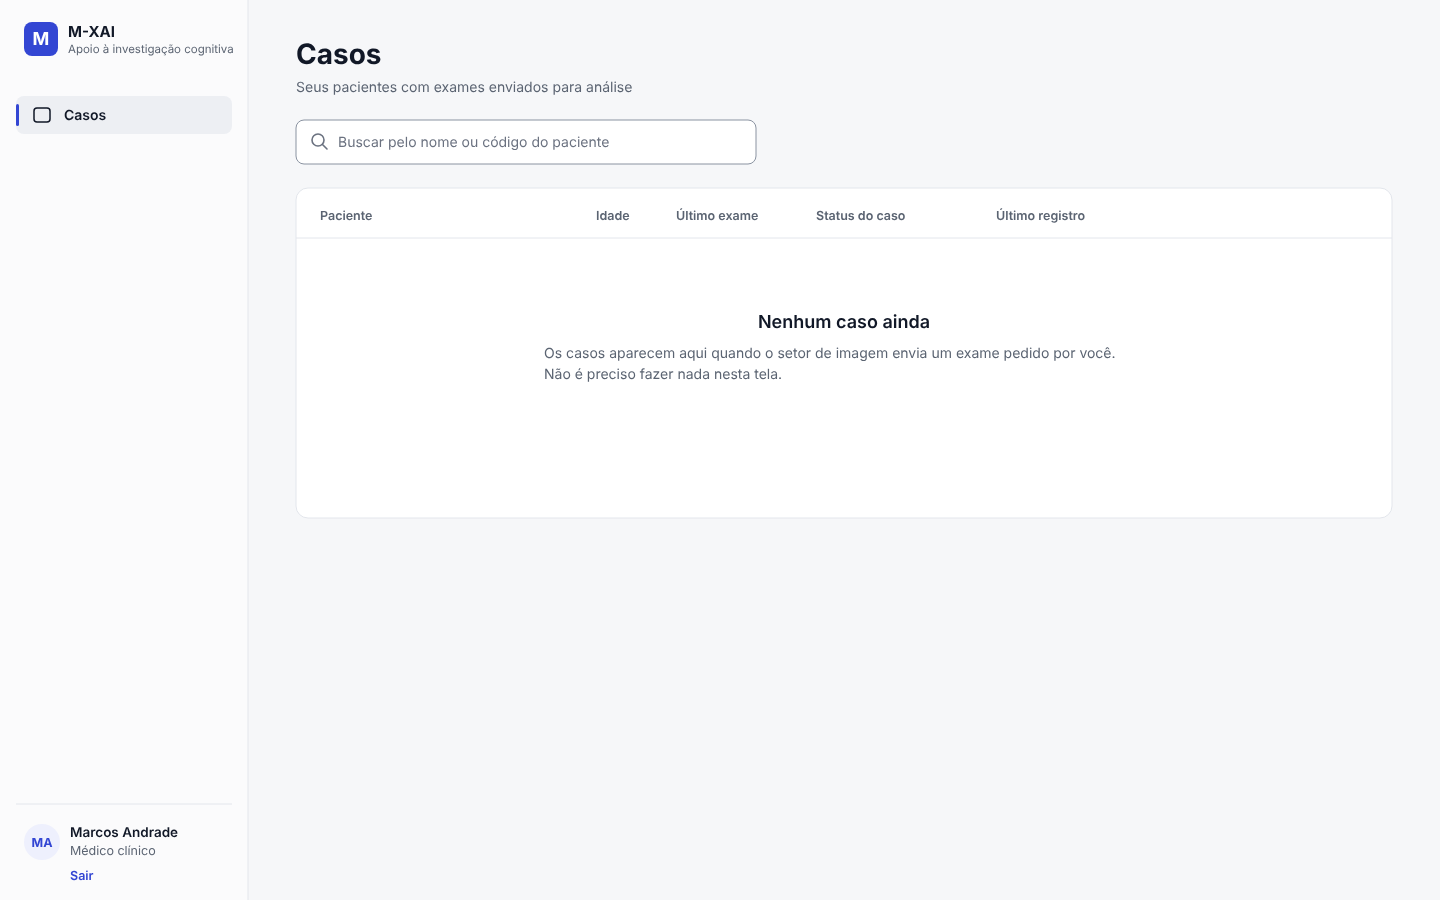 M
M-XAI
Apoio à investigação cognitiva
Casos
Casos
Seus pacientes com exames enviados para análise
Buscar pelo nome ou código do paciente
Paciente Idade Último exame Status do caso Último registro
Nenhum caso ainda
Os casos aparecem aqui quando o setor de imagem envia um exame pedido por você.
Não é preciso fazer nada nesta tela.
MA
Marcos Andrade
Médico clínico
Sair